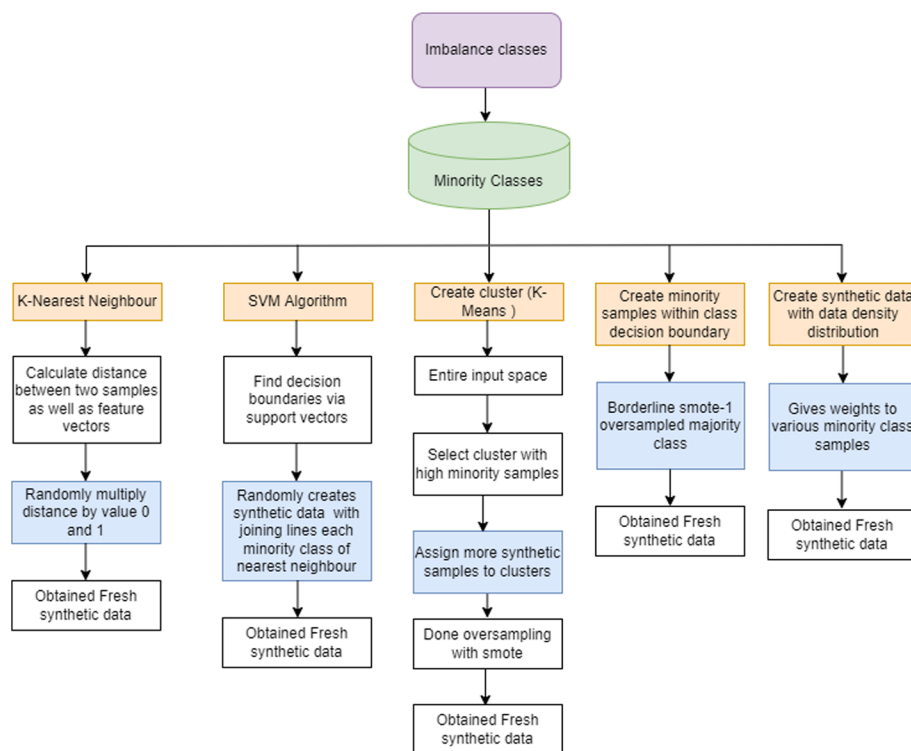 Imbalance classes
Minority Classes
K-Nearest Neighbour
Calculate distance
between two samples
as well as feature
vectors
Randomly multiply
distance by value 0
and 1
Obtained Fresh
synthetic data
SVM Algorithm
Find decision
boundaries via
support vectors
Randomly creates
synthetic data with
joining lines each
minority class of
nearest neighbour
Obtained Fresh
synthetic data
Create cluster (K-
Means )
Entire input space
Select cluster with
high minority samples
Assign more synthetic
samples to clusters
Done oversampling
with smote
Obtained Fresh
synthetic data
Create minority
samples within class
decision boundary
Borderline smote-1
oversampled majority
class
Obtained Fresh
synthetic data
Create synthetic data
with data density
distribution
Gives weights to
various minority class
samples
Obtained Fresh
synthetic data